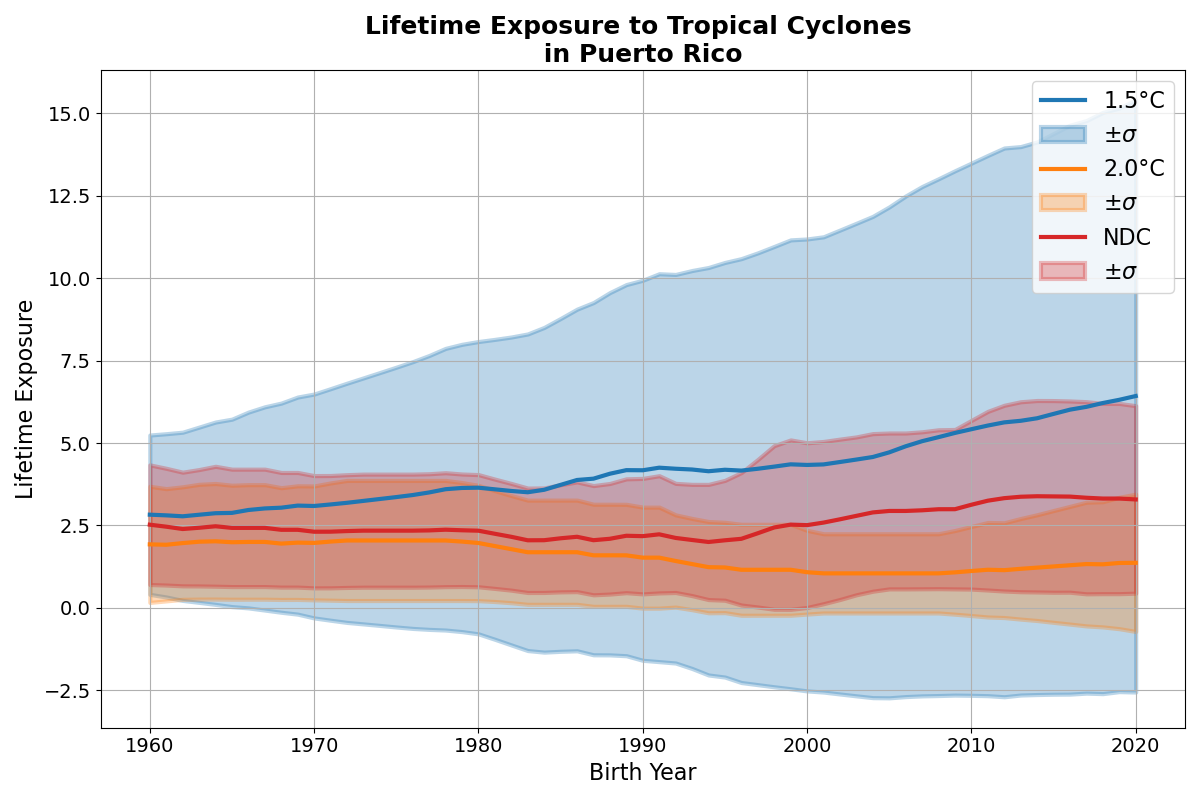 Lifetime Exposure to Tropical Cyclones
in Puerto Rico
15.0
12.5
10.0
7.5
5.0
2.5
0.0
−2.5
Lifetime Exposure
1960
1970
1980
1990
2000
2010
2020
Birth Year
1.5°C
±σ
2.0°C
±σ
NDC
±σ